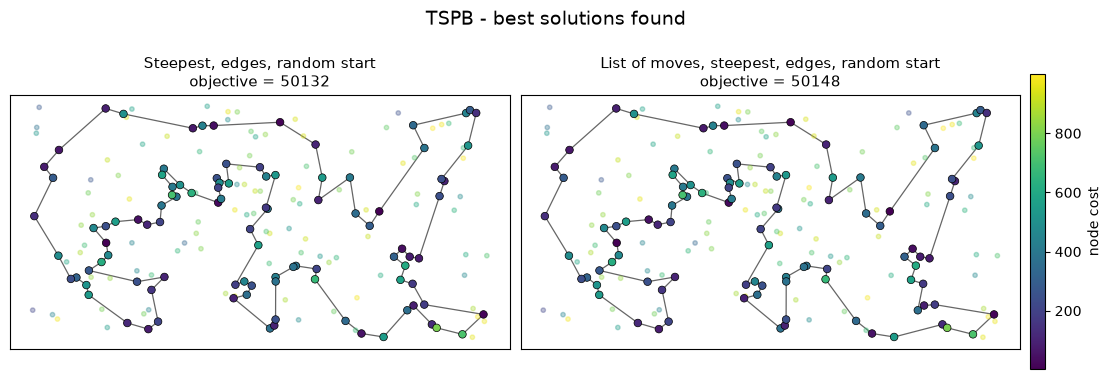 TSPB - best solutions found
Steepest, edges, random start
objective = 50132
List of moves, steepest, edges, random start
objective = 50148
800
600
400
200
node cost